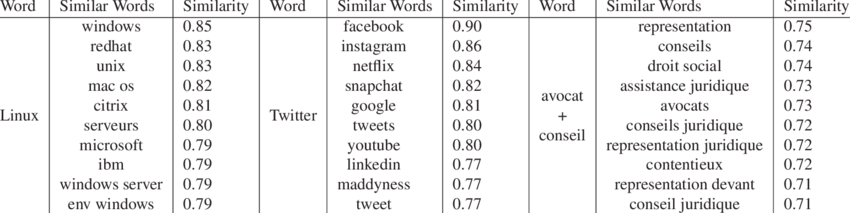 Word Similar Words Similarity Word Similar Words Similarity Word Similar Words Similarity
windows 0.85 facebook 0.90 representation 0.75
redhat 0.83 instagram 0.86 conseils 0.74
unix 0.83 netflix 0.84 droit social 0.74
mac os 0.82 snapchat 0.82 assistance juridique 0.73
Linux citrix 0.81 Twitter google 0.81 avocat + conseil avocats 0.73
serveurs 0.80 tweets 0.80 conseils juridique 0.72
microsoft 0.79 youtube 0.80 representation juridique 0.72
ibm 0.79 linkedin 0.77 contentieux 0.72
windows server 0.79 maddyness 0.77 representation devant 0.71
env windows 0.79 tweet 0.77 conseil juridique 0.71